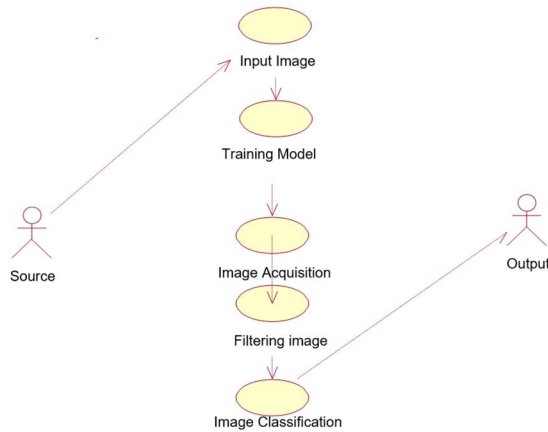 Input Image
Training Model
Source
Image Acquisition
Output
Filtering image
Image Classification